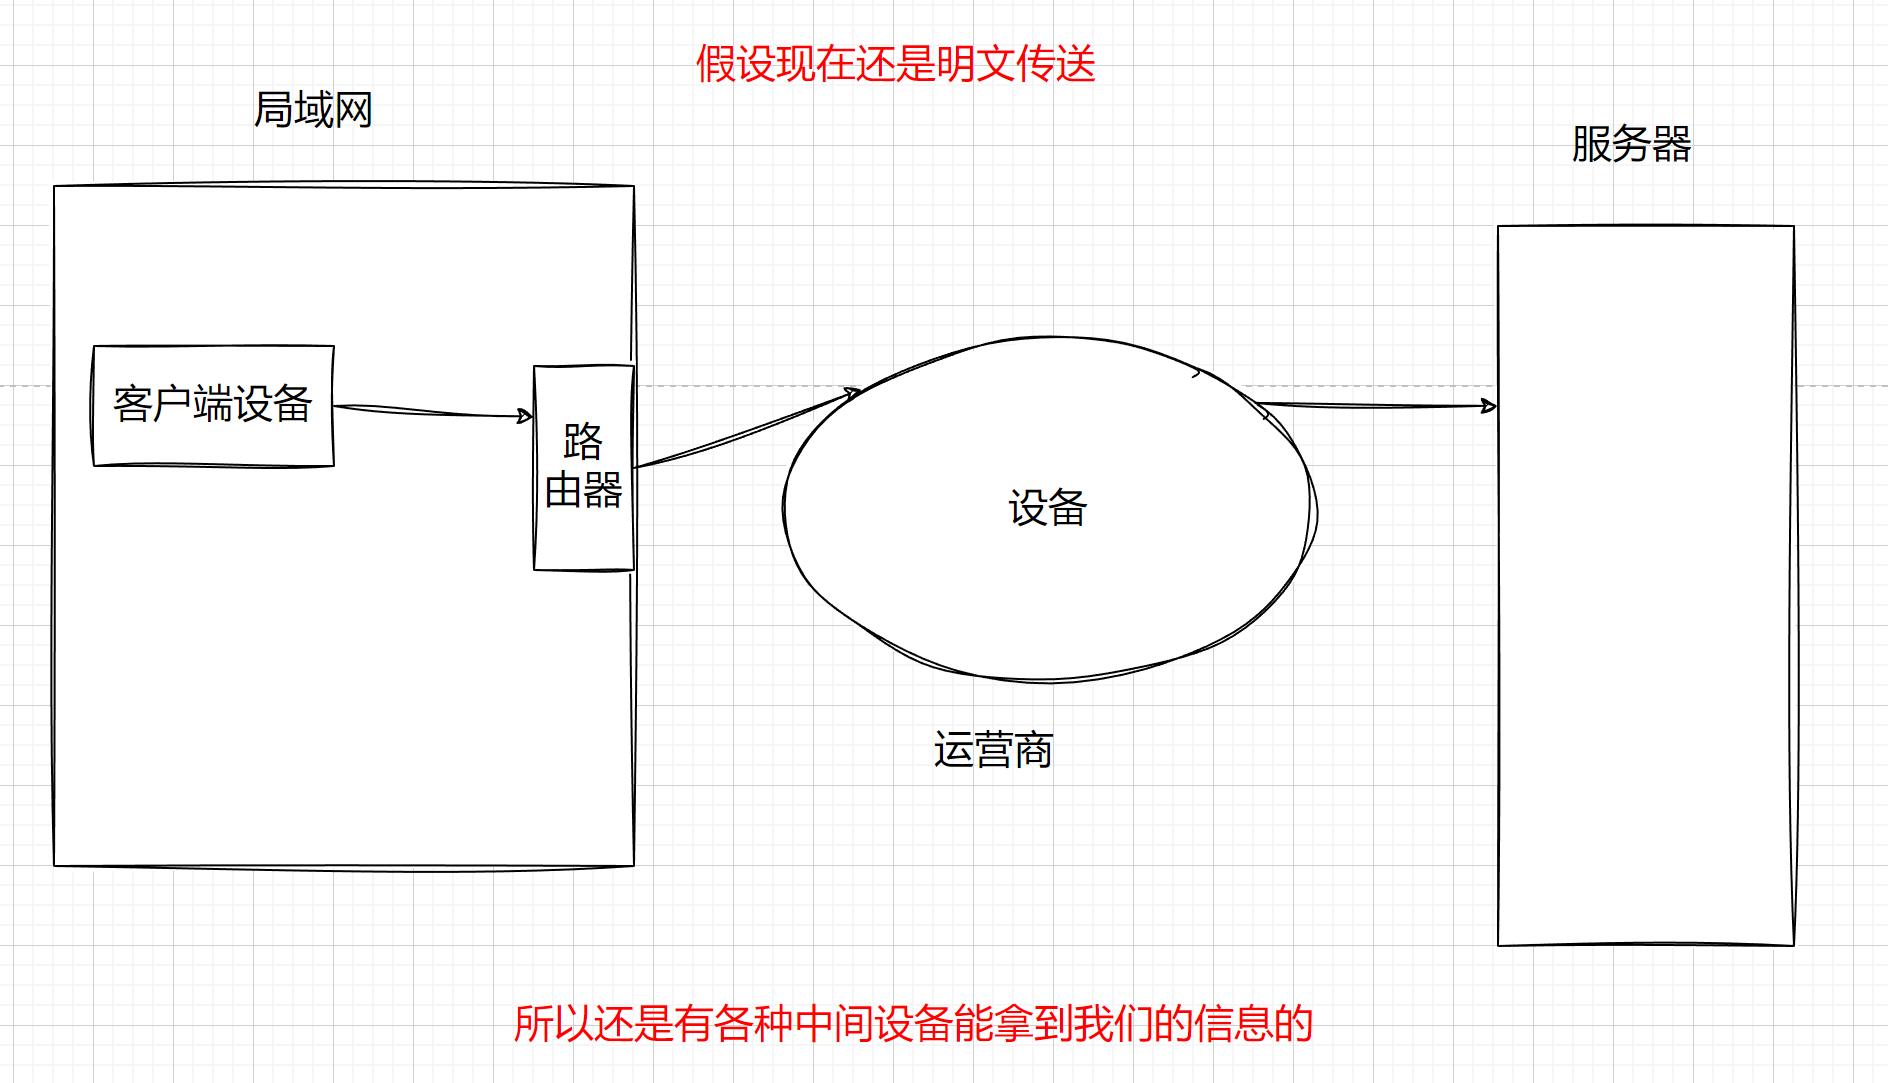 假设现在还是明文传送
局域网
服务器
客户端设备
路
由器
设备
运营商
所以还是有各种中间设备能拿到我们的信息的